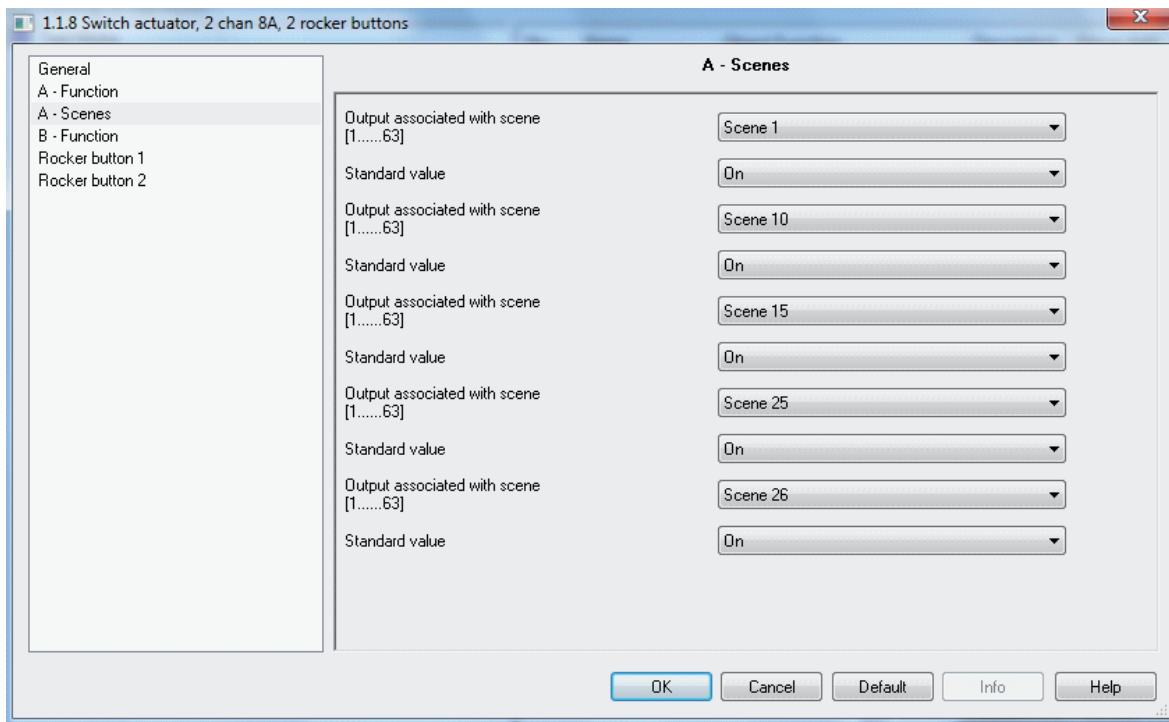 1.1.8 Switch actuator, 2 chan 8A, 2 rocker buttons
General
A - Function
A - Scenes
B - Function
Rocker button 1
Rocker button 2
A - Scenes
Output associated with scene
[1......63]
Scene 1
Standard value
On
Output associated with scene
[1......63]
Scene 10
Standard value
On
Output associated with scene
[1......63]
Scene 15
Standard value
On
Output associated with scene
[1......63]
Scene 25
Standard value
On
Output associated with scene
[1......63]
Scene 26
Standard value
On
OK
Cancel
Default
Info
Help